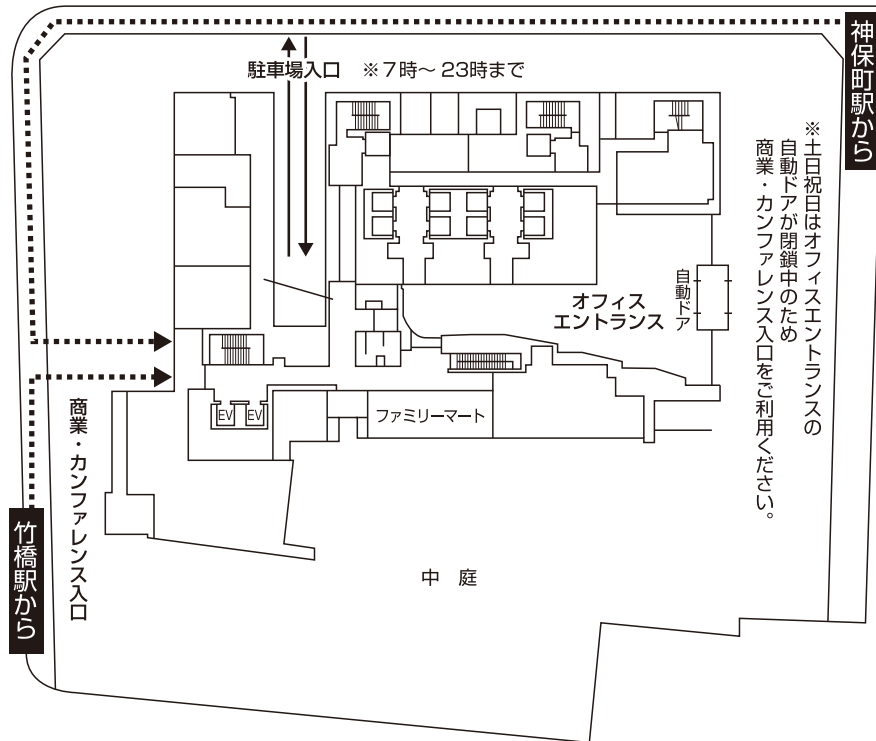 神保町駅から
駐車場入口　※7時～23時まで
※土日祝日はオフィスエントランスの
自動ドアが閉鎖中のため
商業・カンファレンス入口をご利用ください。
自動ドア
オフィス
エントランス
EV
EV
ファミリーマート
商業・カンファレンス入口
竹橋駅から
中　庭